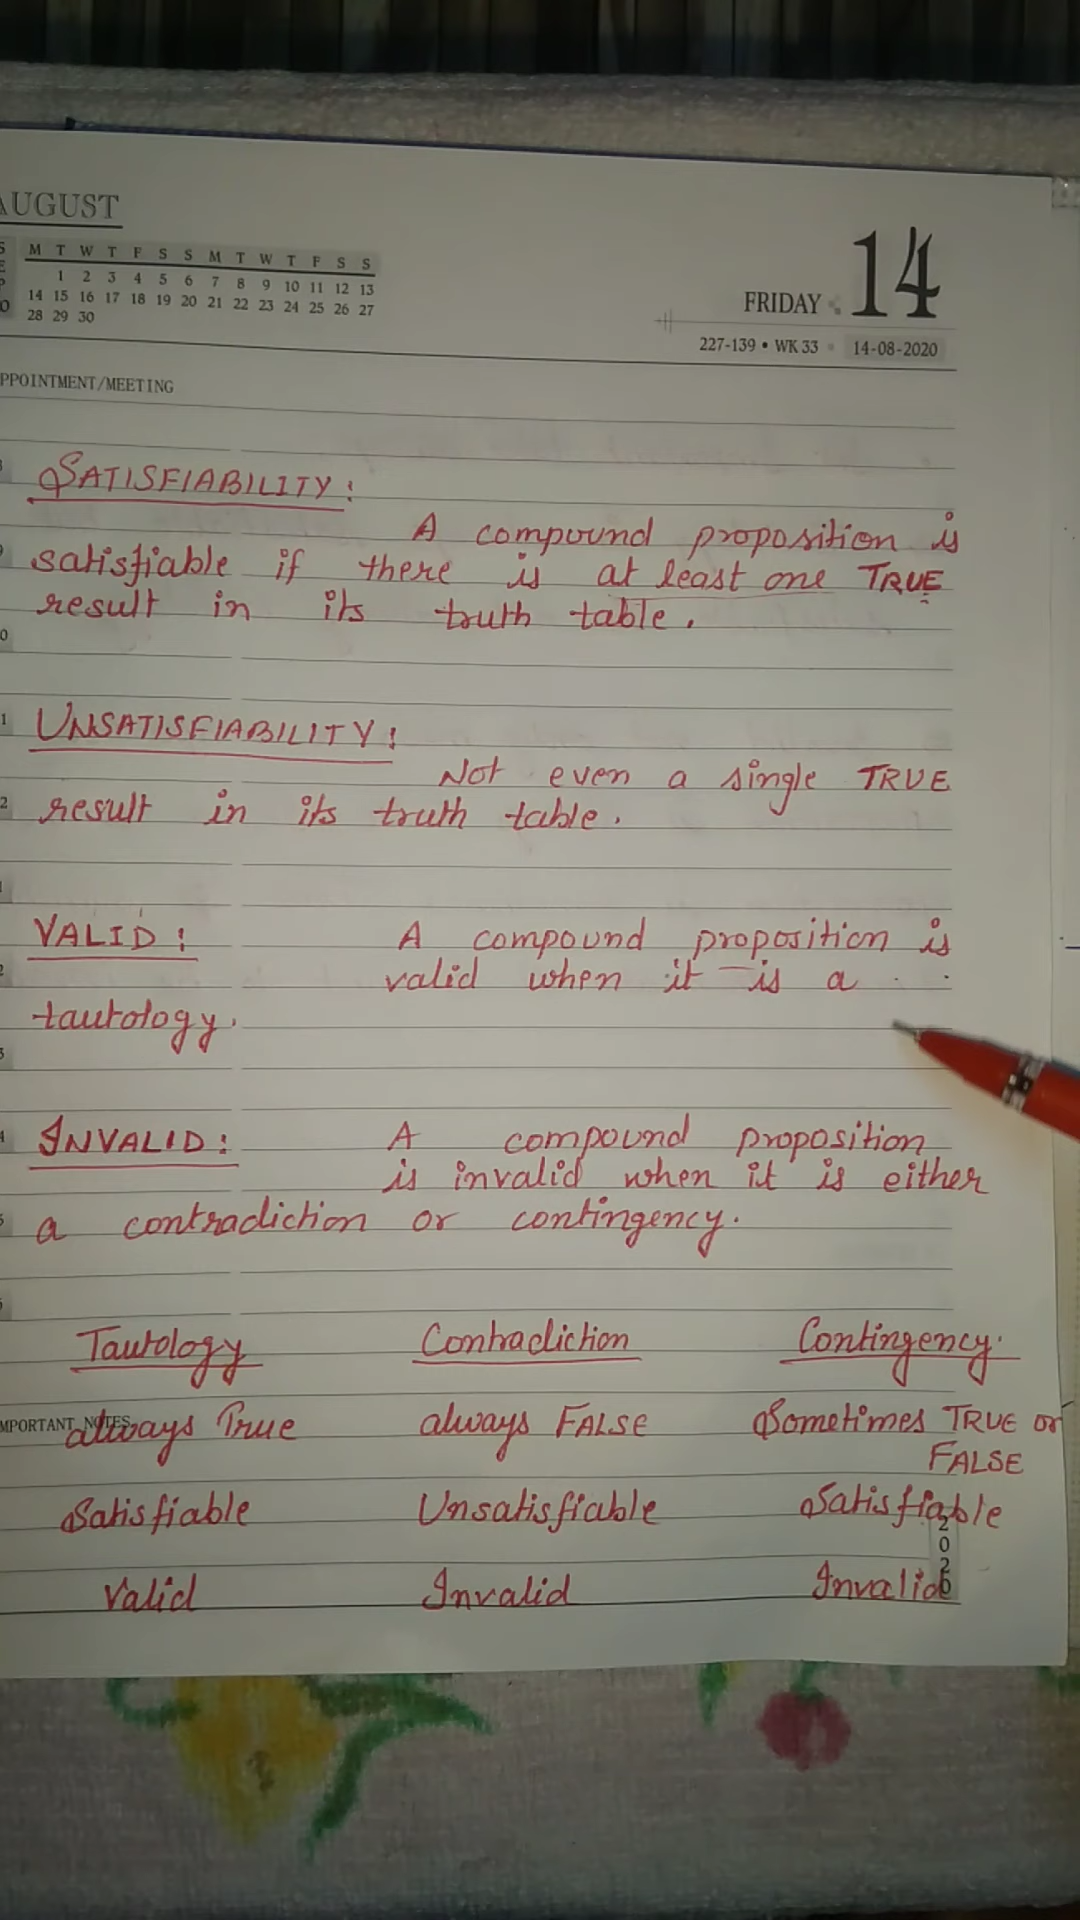 AUGUST
M T W T F S S M T W T F S S
1 2 3 4 5 6 7 8 9 10 11 12 13
14 15 16 17 18 19 20 21 22 23 24 25 26 27
28 29 30
14
FRIDAY
227-139 • WK 33 • 14-08-2020
PPOINTMENT/MEETING
SATISFIABILITY:
A compound proposition is
satisfiable if there is at least one TRUE
result in its truth table.
UNSATISFIABILITY:
Not even a single TRUE
result in its truth table.
VALID: A compound proposition is
valid when it is a
tautology.
INVALID: A compound proposition
is invalid when it is either
a contradiction or contingency.
Tautology Contradiction Contingency.
always True always FALSE Sometimes TRUE or
FALSE
MPORTANT NOTES
Satisfiable Unsatisfiable Satisfiable
Valid Invalid Invalid
2020